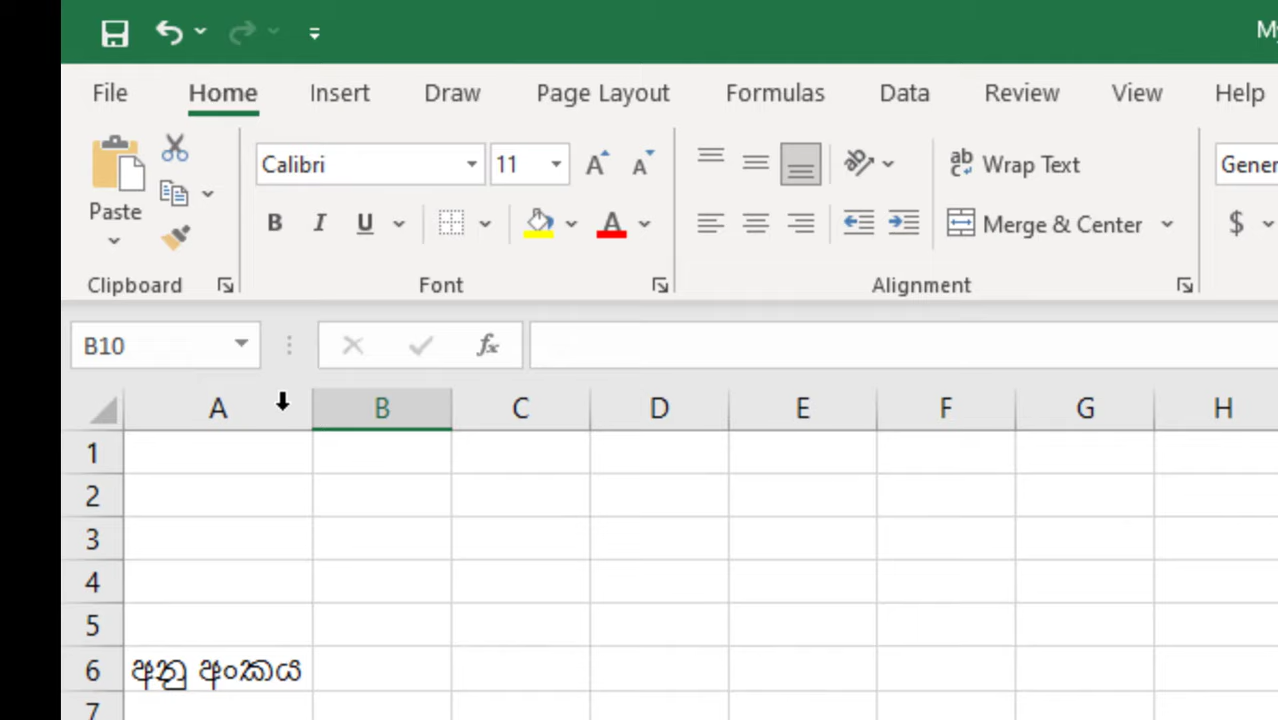 My
File Home Insert Draw Page Layout Formulas Data Review View Help
Calibri 11 Wrap Text Gener
Paste B I U A Merge & Center $
Clipboard Font Alignment
B10 fx
A B C D E F G H
1
2
3
4
5
6 අනු අංකය
7